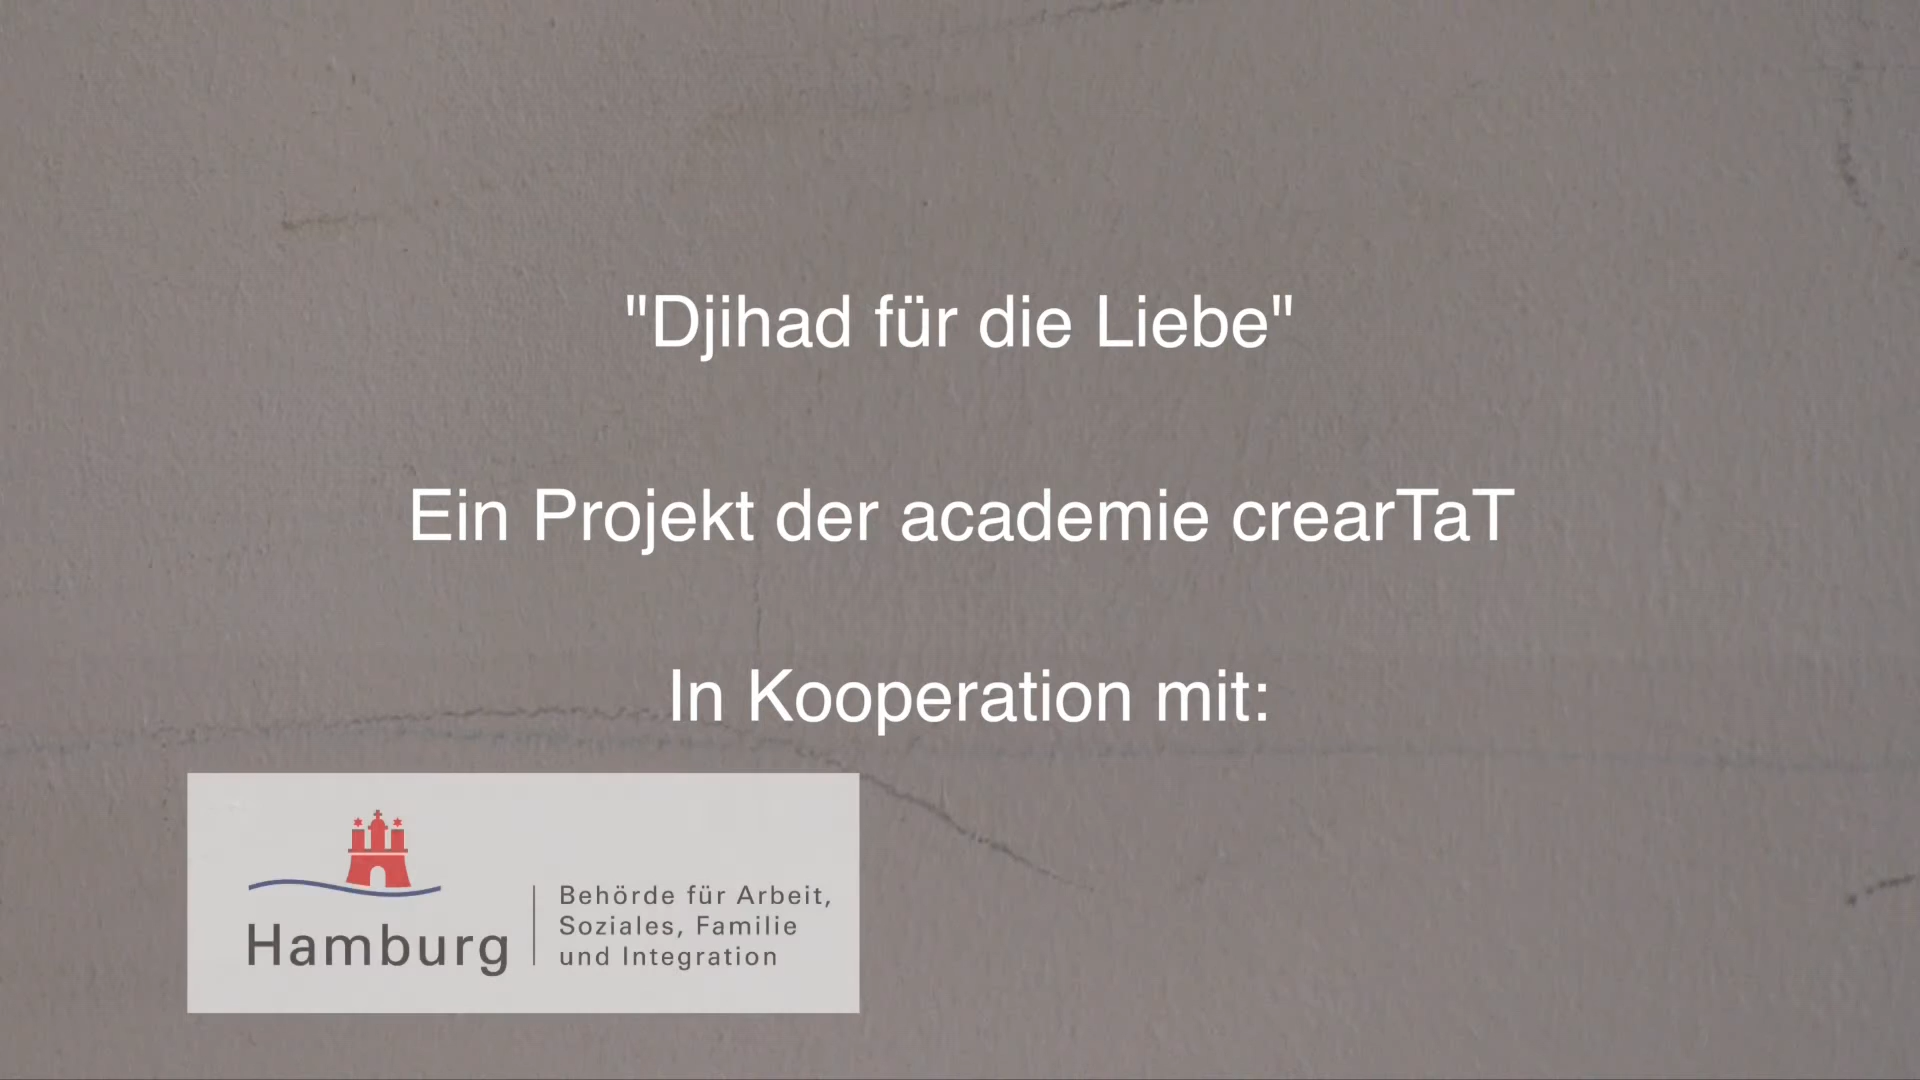 "Djihad für die Liebe"
Ein Projekt der academie crearTaT
In Kooperation mit:
Hamburg
Behörde für Arbeit,
Soziales, Familie
und Integration